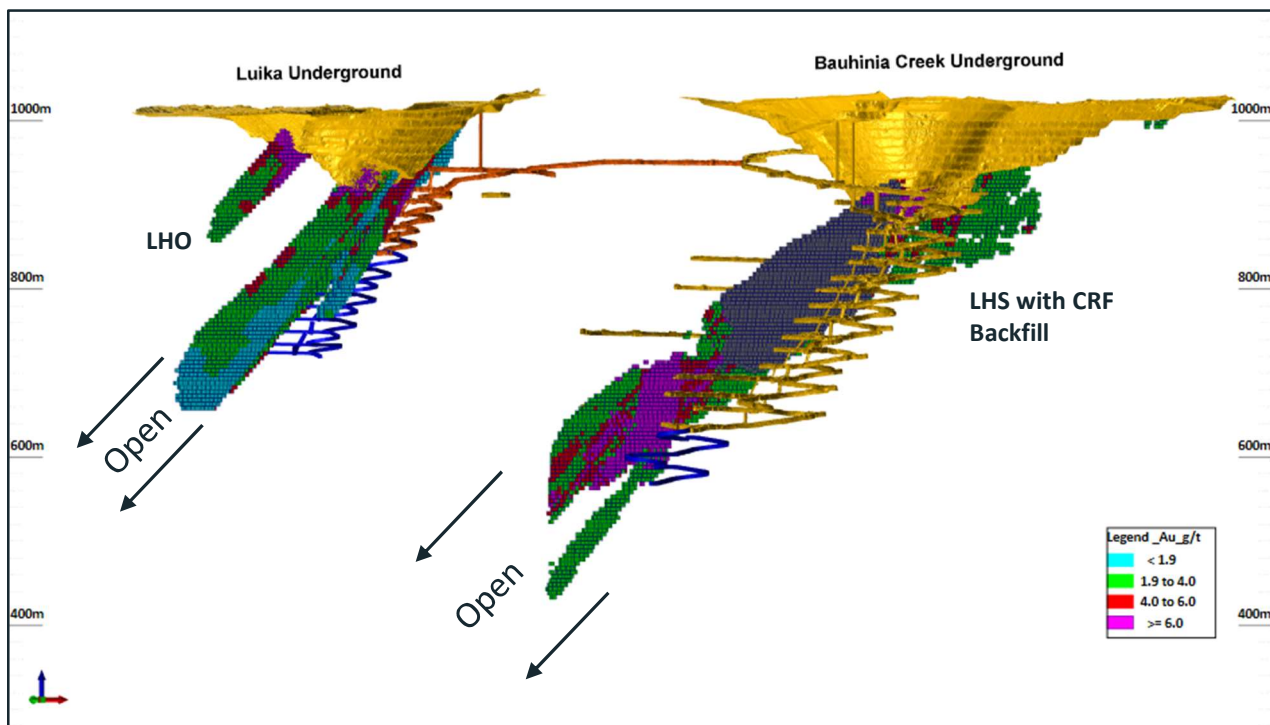 Luika Underground
Bauhinia Creek Underground
1000m
1000m
LHO
800m
800m
LHS with CRF
Backfill
Open
600m
600m
Open
Legend _Au_g/t
< 1.9
1.9 to 4.0
4.0 to 6.0
>= 6.0
400m
400m